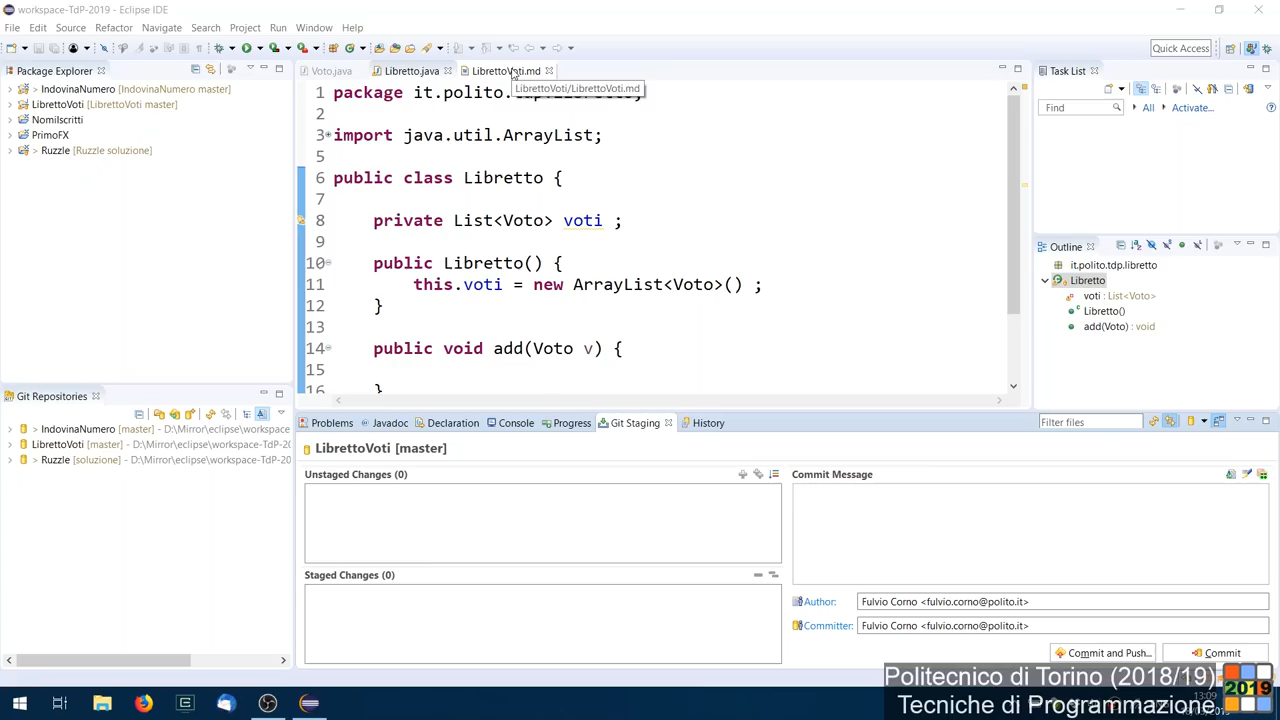 workspace-TdP-2019 - Eclipse IDE
File Edit Source Refactor Navigate Search Project Run Window Help
Quick Access
Package Explorer
Voto.java
Libretto.java
LibrettoVoti.md
Task List
LibrettoVoti/LibrettoVoti.md
IndovinaNumero [IndovinaNumero master]
LibrettoVoti [LibrettoVoti master]
NomiIscritti
PrimoFX
> Ruzzle [Ruzzle soluzione]
1 package it.polito.
2
3 import java.util.ArrayList;
5
6 public class Libretto {
7
8 private List<Voto> voti ;
9
10 public Libretto() {
11 this.voti = new ArrayList<Voto>() ;
12 }
13
14 public void add(Voto v) {
15
16 }
Find
All
Activate...
Outline
it.polito.tdp.libretto
Libretto
voti : List<Voto>
Libretto()
add(Voto) : void
Git Repositories
> IndovinaNumero [master] - D:\Mirror\eclipse\workspace-TdP-20
LibrettoVoti [master] - D:\Mirror\eclipse\workspace-TdP-20
> Ruzzle [soluzione] - D:\Mirror\eclipse\workspace-TdP-20
Problems
Javadoc
Declaration
Console
Progress
Git Staging
History
Filter files
LibrettoVoti [master]
Unstaged Changes (0)
Commit Message
Staged Changes (0)
Author: Fulvio Corno <fulvio.corno@polito.it>
Committer: Fulvio Corno <fulvio.corno@polito.it>
Commit and Push...
Commit
Politecnico di Torino (2018/19)
Tecniche di Programmazione
2019
13:09